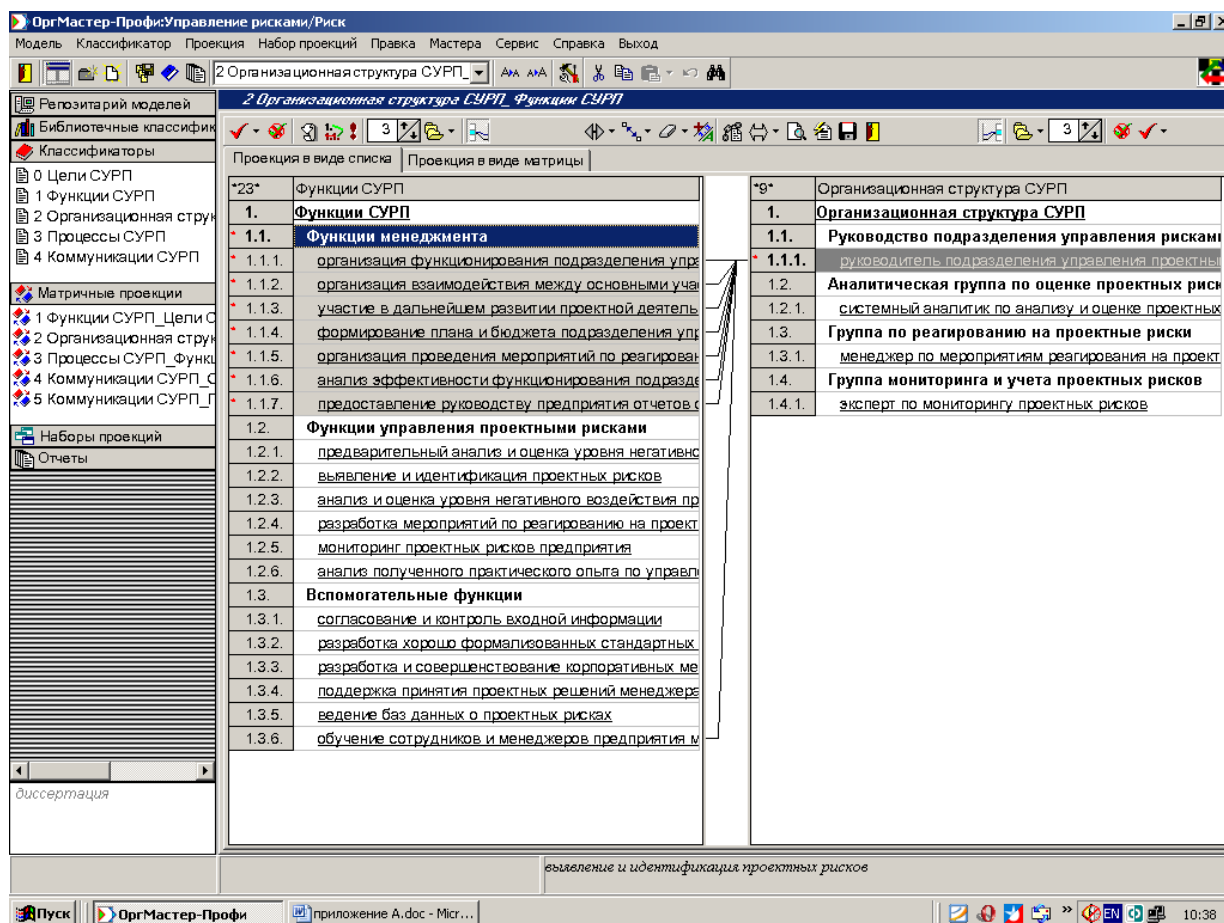 ОргМастер-Профи:Управление рисками/Риск
Модель Классификатор Проекция Набор проекций Правка Мастера Сервис Справка Выход
2 Организационная структура СУРП_
Репозитарий моделей
Библиотечные классифик
Классификаторы
0 Цели СУРП
1 Функции СУРП
2 Организационная струк
3 Процессы СУРП
4 Коммуникации СУРП
Матричные проекции
1 Функции СУРП_Цели С
2 Организационная струк
3 Процессы СУРП_Функц
4 Коммуникации СУРП_О
5 Коммуникации СУРП_П
Наборы проекций
Отчеты
диссертация
2 Организационная структура СУРП_ Функции СУРП
3
3
Проекция в виде списка Проекция в виде матрицы
*23* Функции СУРП
1. Функции СУРП
* 1.1. Функции менеджмента
* 1.1.1. организация функционирования подразделения упра
* 1.1.2. организация взаимодействия между основными учас
* 1.1.3. участие в дальнейшем развитии проектной деятель
* 1.1.4. формирование плана и бюджета подразделения упр
* 1.1.5. организация проведения мероприятий по реагирован
* 1.1.6. анализ эффективности функционирования подразде
* 1.1.7. предоставление руководству предприятия отчетов о
1.2. Функции управления проектными рисками
1.2.1. предварительный анализ и оценка уровня негативно
1.2.2. выявление и идентификация проектных рисков
1.2.3. анализ и оценка уровня негативного воздействия пр
1.2.4. разработка мероприятий по реагированию на проект
1.2.5. мониторинг проектных рисков предприятия
1.2.6. анализ полученного практического опыта по управл
1.3. Вспомогательные функции
1.3.1. согласование и контроль входной информации
1.3.2. разработка хорошо формализованных стандартных
1.3.3. разработка и совершенствование корпоративных ме
1.3.4. поддержка принятия проектных решений менеджера
1.3.5. ведение баз данных о проектных рисках
1.3.6. обучение сотрудников и менеджеров предприятия м
*9* Организационная структура СУРП
1. Организационная структура СУРП
1.1. Руководство подразделения управления рисками
* 1.1.1. руководитель подразделения управления проектны
1.2. Аналитическая группа по оценке проектных риск
1.2.1. системный аналитик по анализу и оценке проектных
1.3. Группа по реагированию на проектные риски
1.3.1. менеджер по мероприятиям реагирования на проект
1.4. Группа мониторинга и учета проектных рисков
1.4.1. эксперт по мониторингу проектных рисков
выявление и идентификация проектных рисков
Пуск ОргМастер-Профи приложение А.doc - Micr... EN 10:38